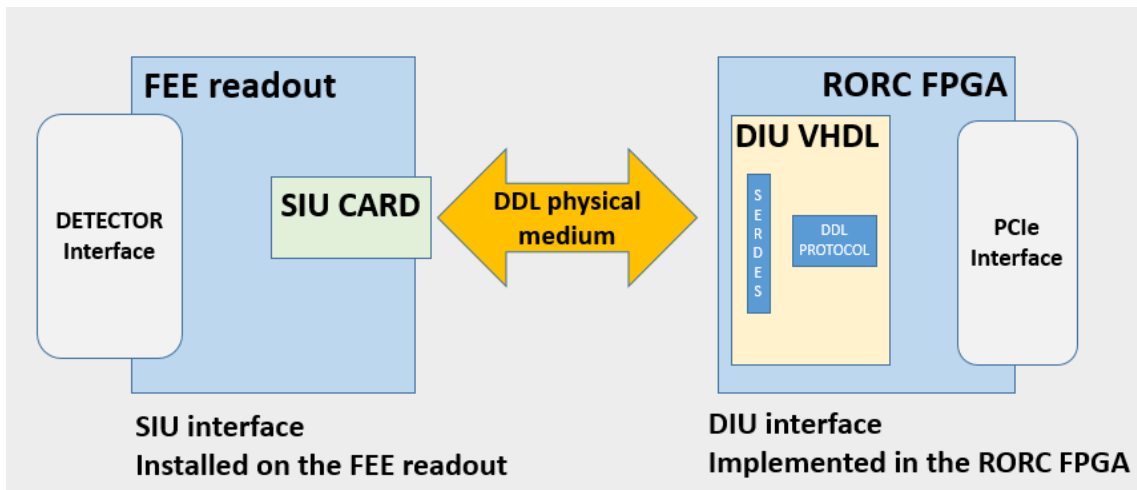 FEE readout
DETECTOR
Interface
SIU CARD
DDL physical
medium
RORC FPGA
DIU VHDL
SERDES
DDL
PROTOCOL
PCIe
Interface
SIU interface
Installed on the FEE readout
DIU interface
Implemented in the RORC FPGA